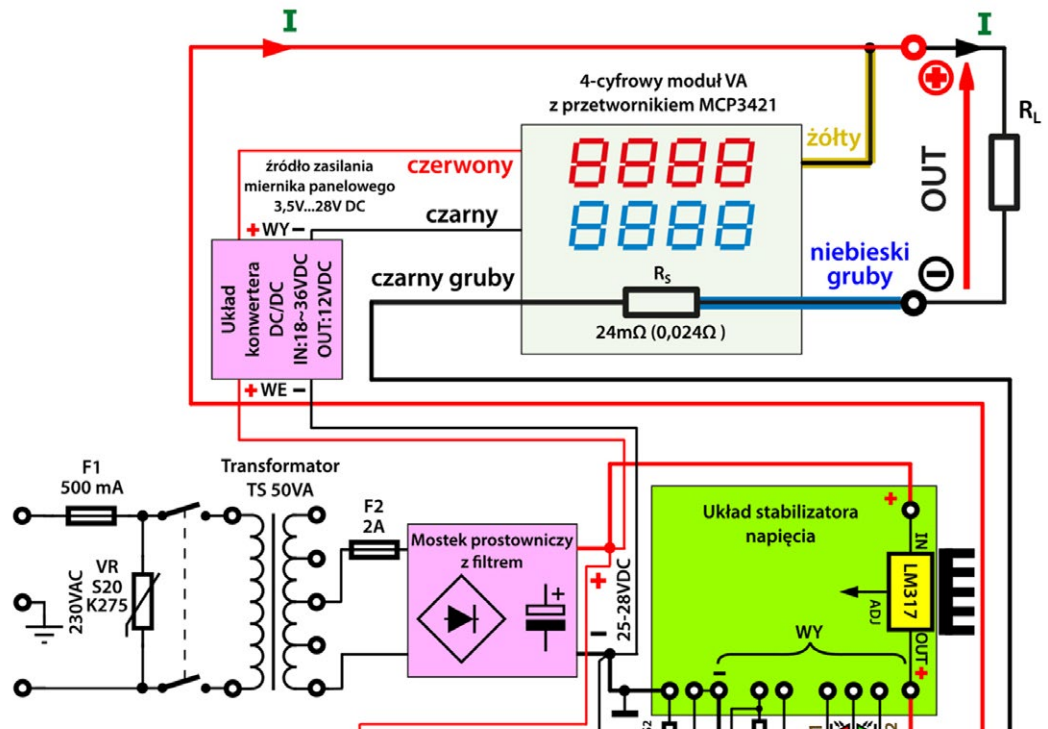 I
I
4-cyfrowy moduł VA
z przetwornikiem MCP3421
R_L
żółty
źródło zasilania
miernika panelowego
3,5V...28V DC
czerwony
8888
8888
OUT
+WY−
czarny
czarny gruby
niebieski
gruby
R_S
24mΩ (0,024Ω )
Układ
konwertera
DC/DC
IN:18~36VDC
OUT:12VDC
+ WE −
F1
500 mA
Transformator
TS 50VA
F2
2A
Mostek prostowniczy
z filtrem
Układ stabilizatora
napięcia
VR
S20
K275
230VAC
25-28VDC
IN
LM317
ADJ
OUT
WY